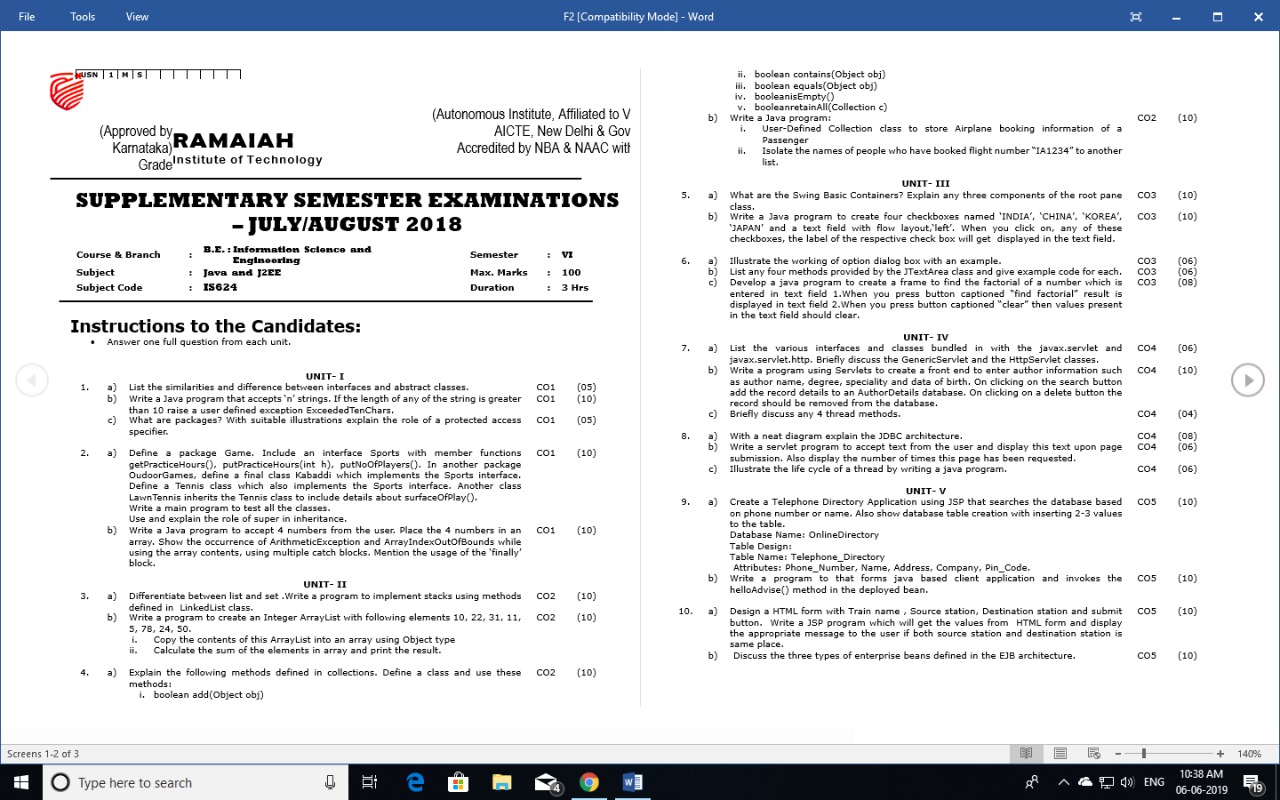 File Tools View F2 [Compatibility Mode] - Word
USN 1 M S
(Autonomous Institute, Affiliated to V
(Approved by RAMAIAH AICTE, New Delhi & Gov
Karnataka) Institute of Technology Accredited by NBA & NAAC with
Grade
SUPPLEMENTARY SEMESTER EXAMINATIONS
– JULY/AUGUST 2018
Course & Branch : B.E. : Information Science and Engineering Semester : VI
Subject : Java and J2EE Max. Marks : 100
Subject Code : IS624 Duration : 3 Hrs
Instructions to the Candidates:
• Answer one full question from each unit.
UNIT- I
1. a) List the similarities and difference between interfaces and abstract classes. CO1 (05)
b) Write a Java program that accepts ‘n’ strings. If the length of any of the string is greater CO1 (10)
than 10 raise a user defined exception ExceededTenChars.
c) What are packages? With suitable illustrations explain the role of a protected access CO1 (05)
specifier.
2. a) Define a package Game. Include an interface Sports with member functions CO1 (10)
getPracticeHours(), putPracticeHours(int h), putNoOfPlayers(). In another package
OudoorGames, define a final class Kabaddi which implements the Sports interface.
Define a Tennis class which also implements the Sports interface. Another class
LawnTennis inherits the Tennis class to include details about surfaceOfPlay().
Write a main program to test all the classes.
Use and explain the role of super in inheritance.
b) Write a Java program to accept 4 numbers from the user. Place the 4 numbers in an CO1 (10)
array. Show the occurrence of ArithmeticException and ArrayIndexOutOfBounds while
using the array contents, using multiple catch blocks. Mention the usage of the ‘finally’
block.
UNIT- II
3. a) Differentiate between list and set .Write a program to implement stacks using methods CO2 (10)
defined in LinkedList class.
b) Write a program to create an Integer ArrayList with following elements 10, 22, 31, 11, CO2 (10)
5, 78, 24, 50.
i. Copy the contents of this ArrayList into an array using Object type
ii. Calculate the sum of the elements in array and print the result.
4. a) Explain the following methods defined in collections. Define a class and use these CO2 (10)
methods:
i. boolean add(Object obj)
ii. boolean contains(Object obj)
iii. boolean equals(Object obj)
iv. booleanisEmpty()
v. booleanretainAll(Collection c)
b) Write a Java program: CO2 (10)
i. User-Defined Collection class to store Airplane booking information of a
Passenger
ii. Isolate the names of people who have booked flight number “IA1234” to another
list.
UNIT- III
5. a) What are the Swing Basic Containers? Explain any three components of the root pane CO3 (10)
class.
b) Write a Java program to create four checkboxes named ‘INDIA’, ‘CHINA’, ‘KOREA’, CO3 (10)
‘JAPAN’ and a text field with flow layout,‘left’. When you click on, any of these
checkboxes, the label of the respective check box will get displayed in the text field.
6. a) Illustrate the working of option dialog box with an example. CO3 (06)
b) List any four methods provided by the JTextArea class and give example code for each. CO3 (06)
c) Develop a java program to create a frame to find the factorial of a number which is CO3 (08)
entered in text field 1.When you press button captioned “find factorial” result is
displayed in text field 2.When you press button captioned “clear” then values present
in the text field should clear.
UNIT- IV
7. a) List the various interfaces and classes bundled in with the javax.servlet and CO4 (06)
javax.servlet.http. Briefly discuss the GenericServlet and the HttpServlet classes.
b) Write a program using Servlets to create a front end to enter author information such CO4 (10)
as author name, degree, speciality and data of birth. On clicking on the search button
add the record details to an AuthorDetails database. On clicking on a delete button the
record should be removed from the database.
c) Briefly discuss any 4 thread methods. CO4 (04)
8. a) With a neat diagram explain the JDBC architecture. CO4 (08)
b) Write a servlet program to accept text from the user and display this text upon page CO4 (06)
submission. Also display the number of times this page has been requested.
c) Illustrate the life cycle of a thread by writing a java program. CO4 (06)
UNIT- V
9. a) Create a Telephone Directory Application using JSP that searches the database based CO5 (10)
on phone number or name. Also show database table creation with inserting 2-3 values
to the table.
Database Name: OnlineDirectory
Table Design:
Table Name: Telephone_Directory
Attributes: Phone_Number, Name, Address, Company, Pin_Code.
b) Write a program to that forms java based client application and invokes the CO5 (10)
helloAdvise() method in the deployed bean.
10. a) Design a HTML form with Train name , Source station, Destination station and submit CO5 (10)
button. Write a JSP program which will get the values from HTML form and display
the appropriate message to the user if both source station and destination station is
same place.
b) Discuss the three types of enterprise beans defined in the EJB architecture. CO5 (10)
Screens 1-2 of 3 140%
Type here to search 4 ENG 10:38 AM 19
06-06-2019